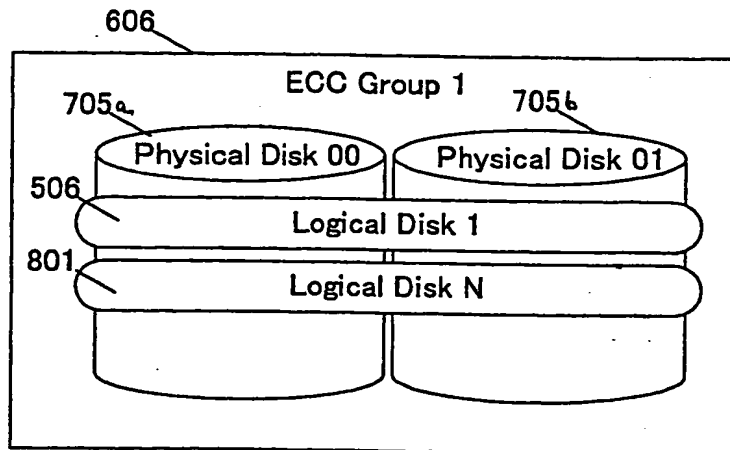 606
ECC Group 1
705a
705b
Physical Disk 00
Physical Disk 01
506
Logical Disk 1
801
Logical Disk N